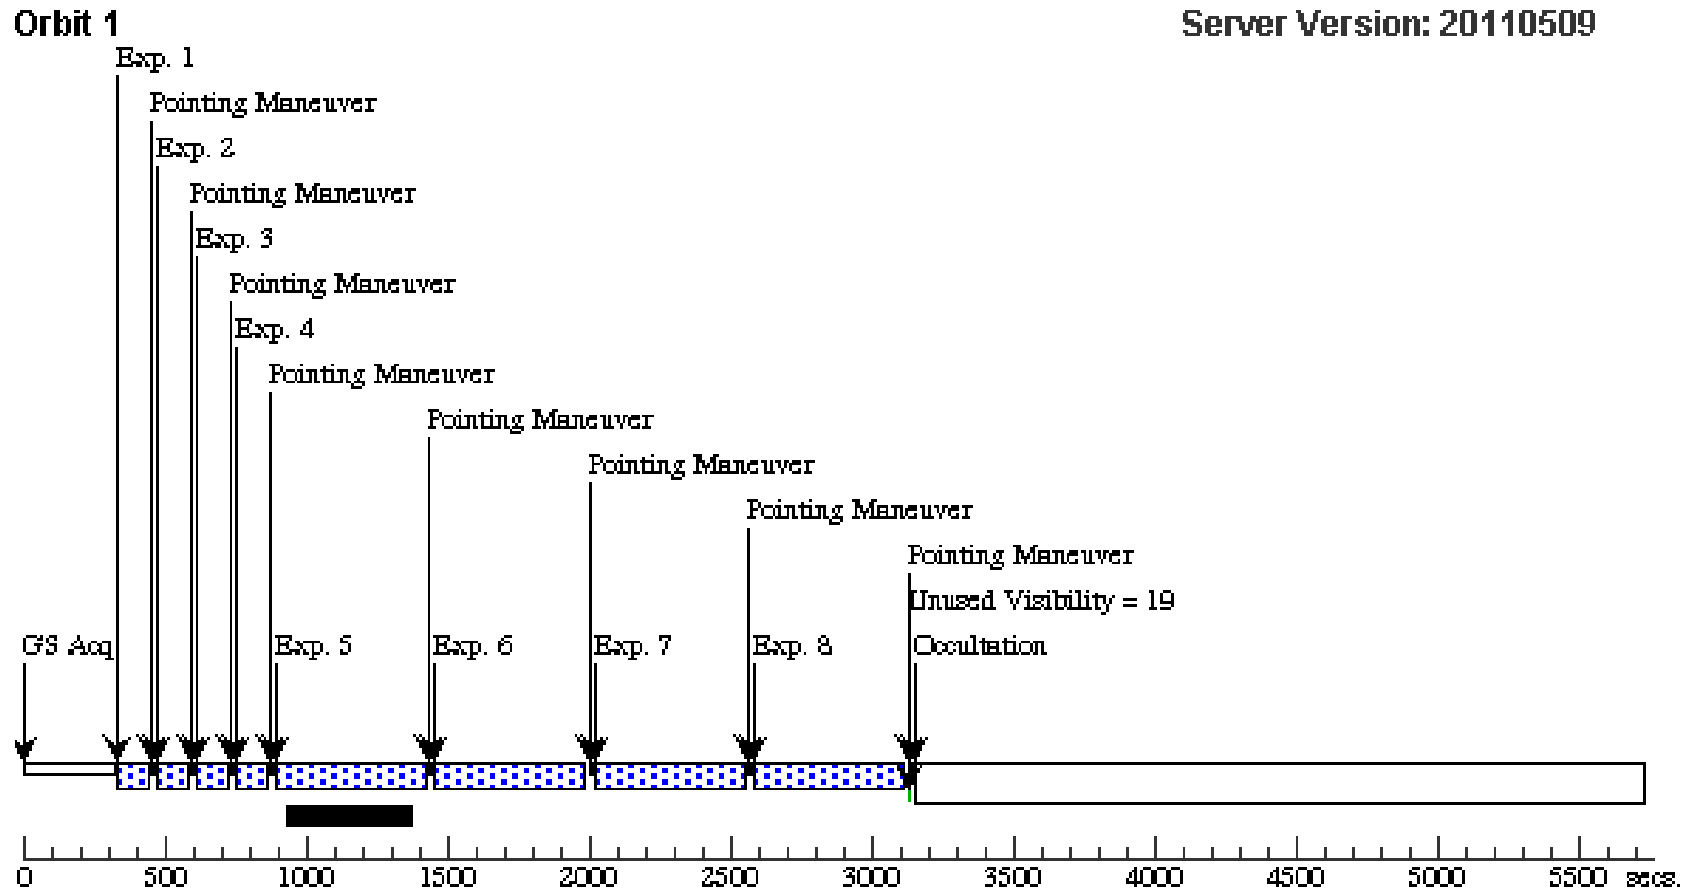 Orbit 1
Server Version: 20110509
Exp. 1
Pointing Maneuver
Exp. 2
Pointing Maneuver
Exp. 3
Pointing Maneuver
Exp. 4
Pointing Maneuver
Pointing Maneuver
Pointing Maneuver
Pointing Maneuver
Pointing Maneuver
Unused Visibility = 19
GS Acq
Exp. 5
Exp. 6
Exp. 7
Exp. 8
Occultation
0 500 1000 1500 2000 2500 3000 3500 4000 4500 5000 5500 secs.